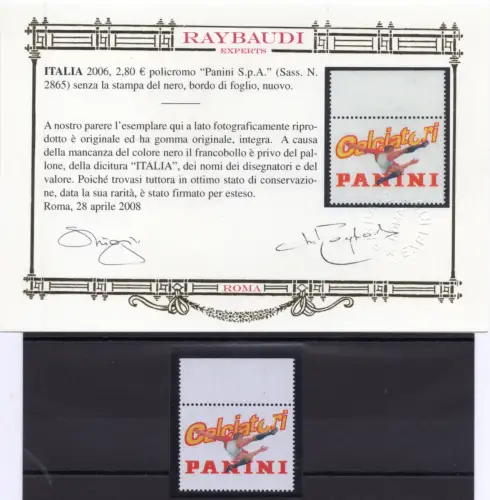 RAYBAUDI
EXPERTS
ITALIA 2006, 2,80 € policromo “Panini S.p.A.” (Sass. N.
2865) senza la stampa del nero, bordo di foglio, nuovo.
A nostro parere l'esemplare qui a lato fotograficamente ripro-
dotto è originale ed ha gomma originale, integra. A causa
della mancanza del colore nero il francobollo è privo del pal-
lone, della dicitura “ITALIA”, dei nomi dei disegnatori e del
valore. Poiché trovasi tuttora in ottimo stato di conservazio-
ne, data la sua rarità, è stato firmato per esteso.
Roma, 28 aprile 2008
Calciatori
PANINI
ROMA
Calciatori
PANINI